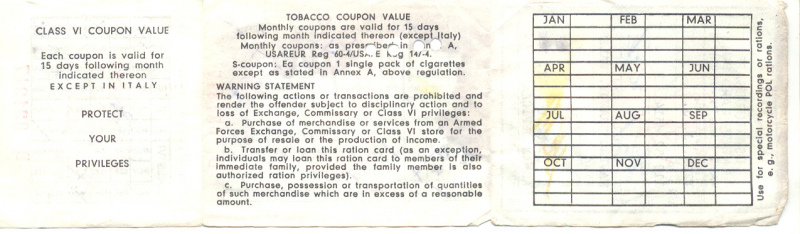 CLASS VI COUPON VALUE
Each coupon is valid for
15 days following month
indicated thereon
EXCEPT IN ITALY
PROTECT
YOUR
PRIVILEGES
TOBACCO COUPON VALUE
Monthly coupons are valid for 15 days
following month indicated thereon (except Italy)
Monthly coupons: as prescribed in A,
USAREUR Reg 60-4/US 14/-4.
S-coupon: Ea coupon 1 single pack of cigarettes
except as stated in Annex A, above regulation.
WARNING STATEMENT
The following actions or transactions are prohibited and
render the offender subject to disciplinary action and to
loss of Exchange, Commissary or Class VI privileges:
a. Purchase of merchandise or services from an Armed
Forces Exchange, Commissary or Class VI store for the
purpose of resale or the production of income.
b. Transfer or loan this ration card (as an exception,
individuals may loan this ration card to members of their
immediate family, provided the family member is also
authorized ration privileges).
c. Purchase, possession or transportation of quantities
of such merchandise which are in excess of a reasonable
amount.
JAN FEB MAR
APR MAY JUN
JUL AUG SEP
OCT NOV DEC
Use for special recordings or rations,
e. g., motorcycle POL rations.